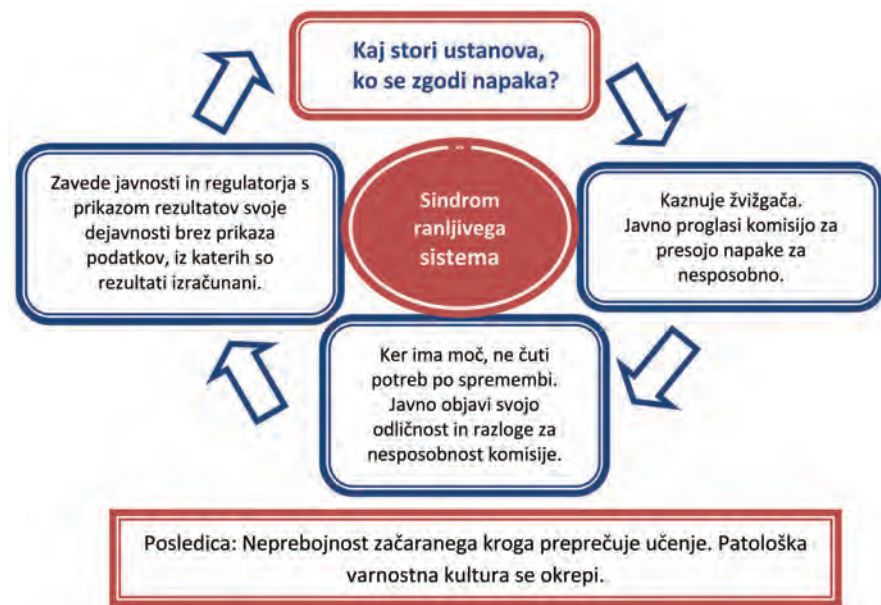 Kaj stori ustanova,
ko se zgodi napaka?
Kaznuje žvižgača.
Javno proglasi komisijo za
presojo napake za
nesposobno.
Ker ima moč, ne čuti
potreb po spremembi.
Javno objavi svojo
odličnost in razloge za
nesposobnost komisije.
Zavede javnosti in regulatorja s
prikazom rezultatov svoje
dejavnosti brez prikaza
podatkov, iz katerih so
rezultati izračunani.
Sindrom
ranljivega
sistema
Posledica: Neprebojnost začaranega kroga preprečuje učenje. Patološka
varnostna kultura se okrepi.